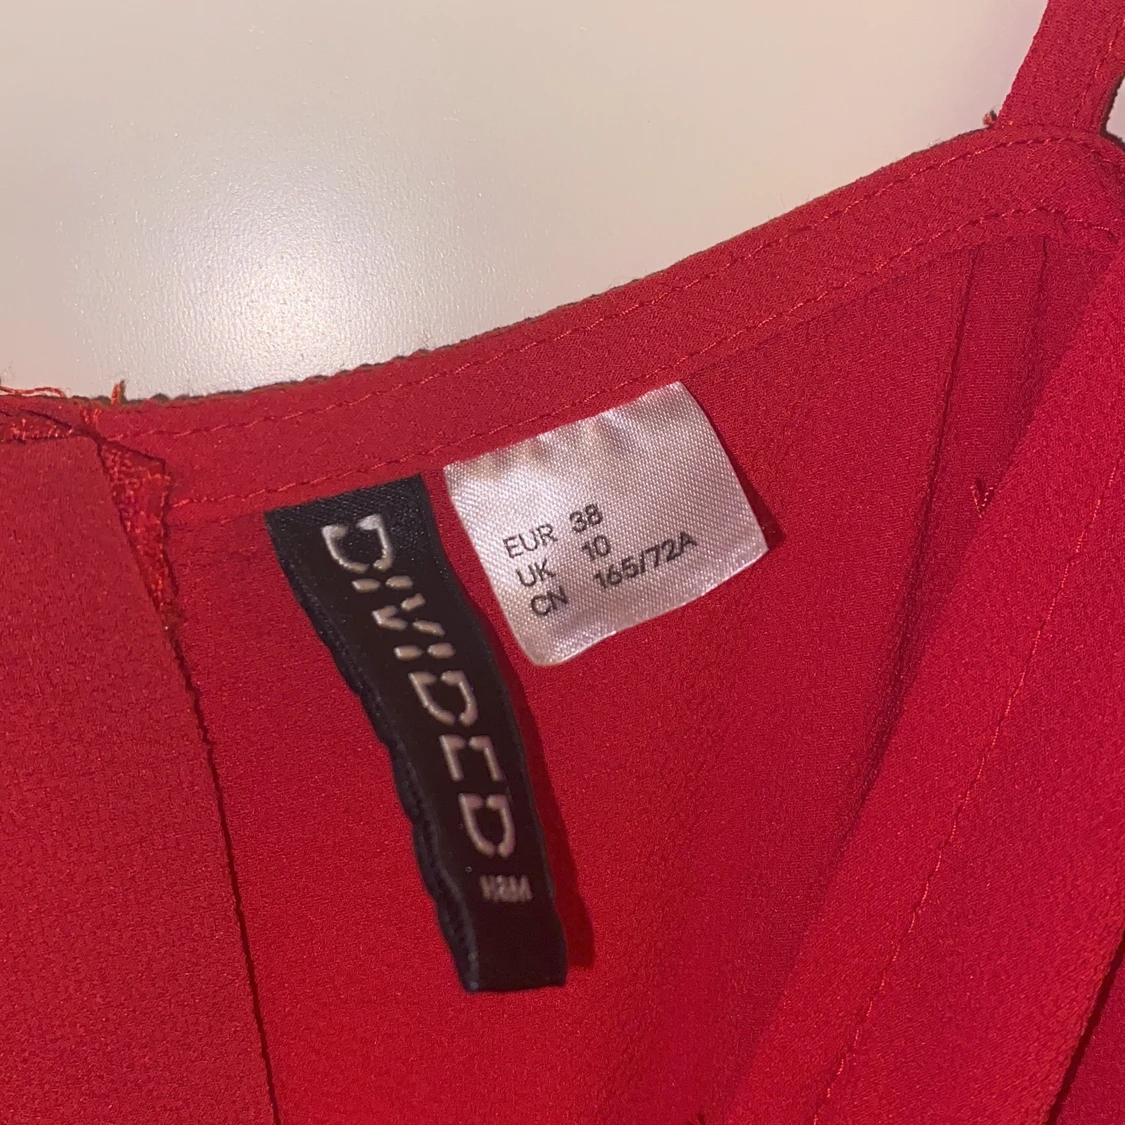 DIVIDED
H&M
EUR 38
UK 10
CN 165/72A